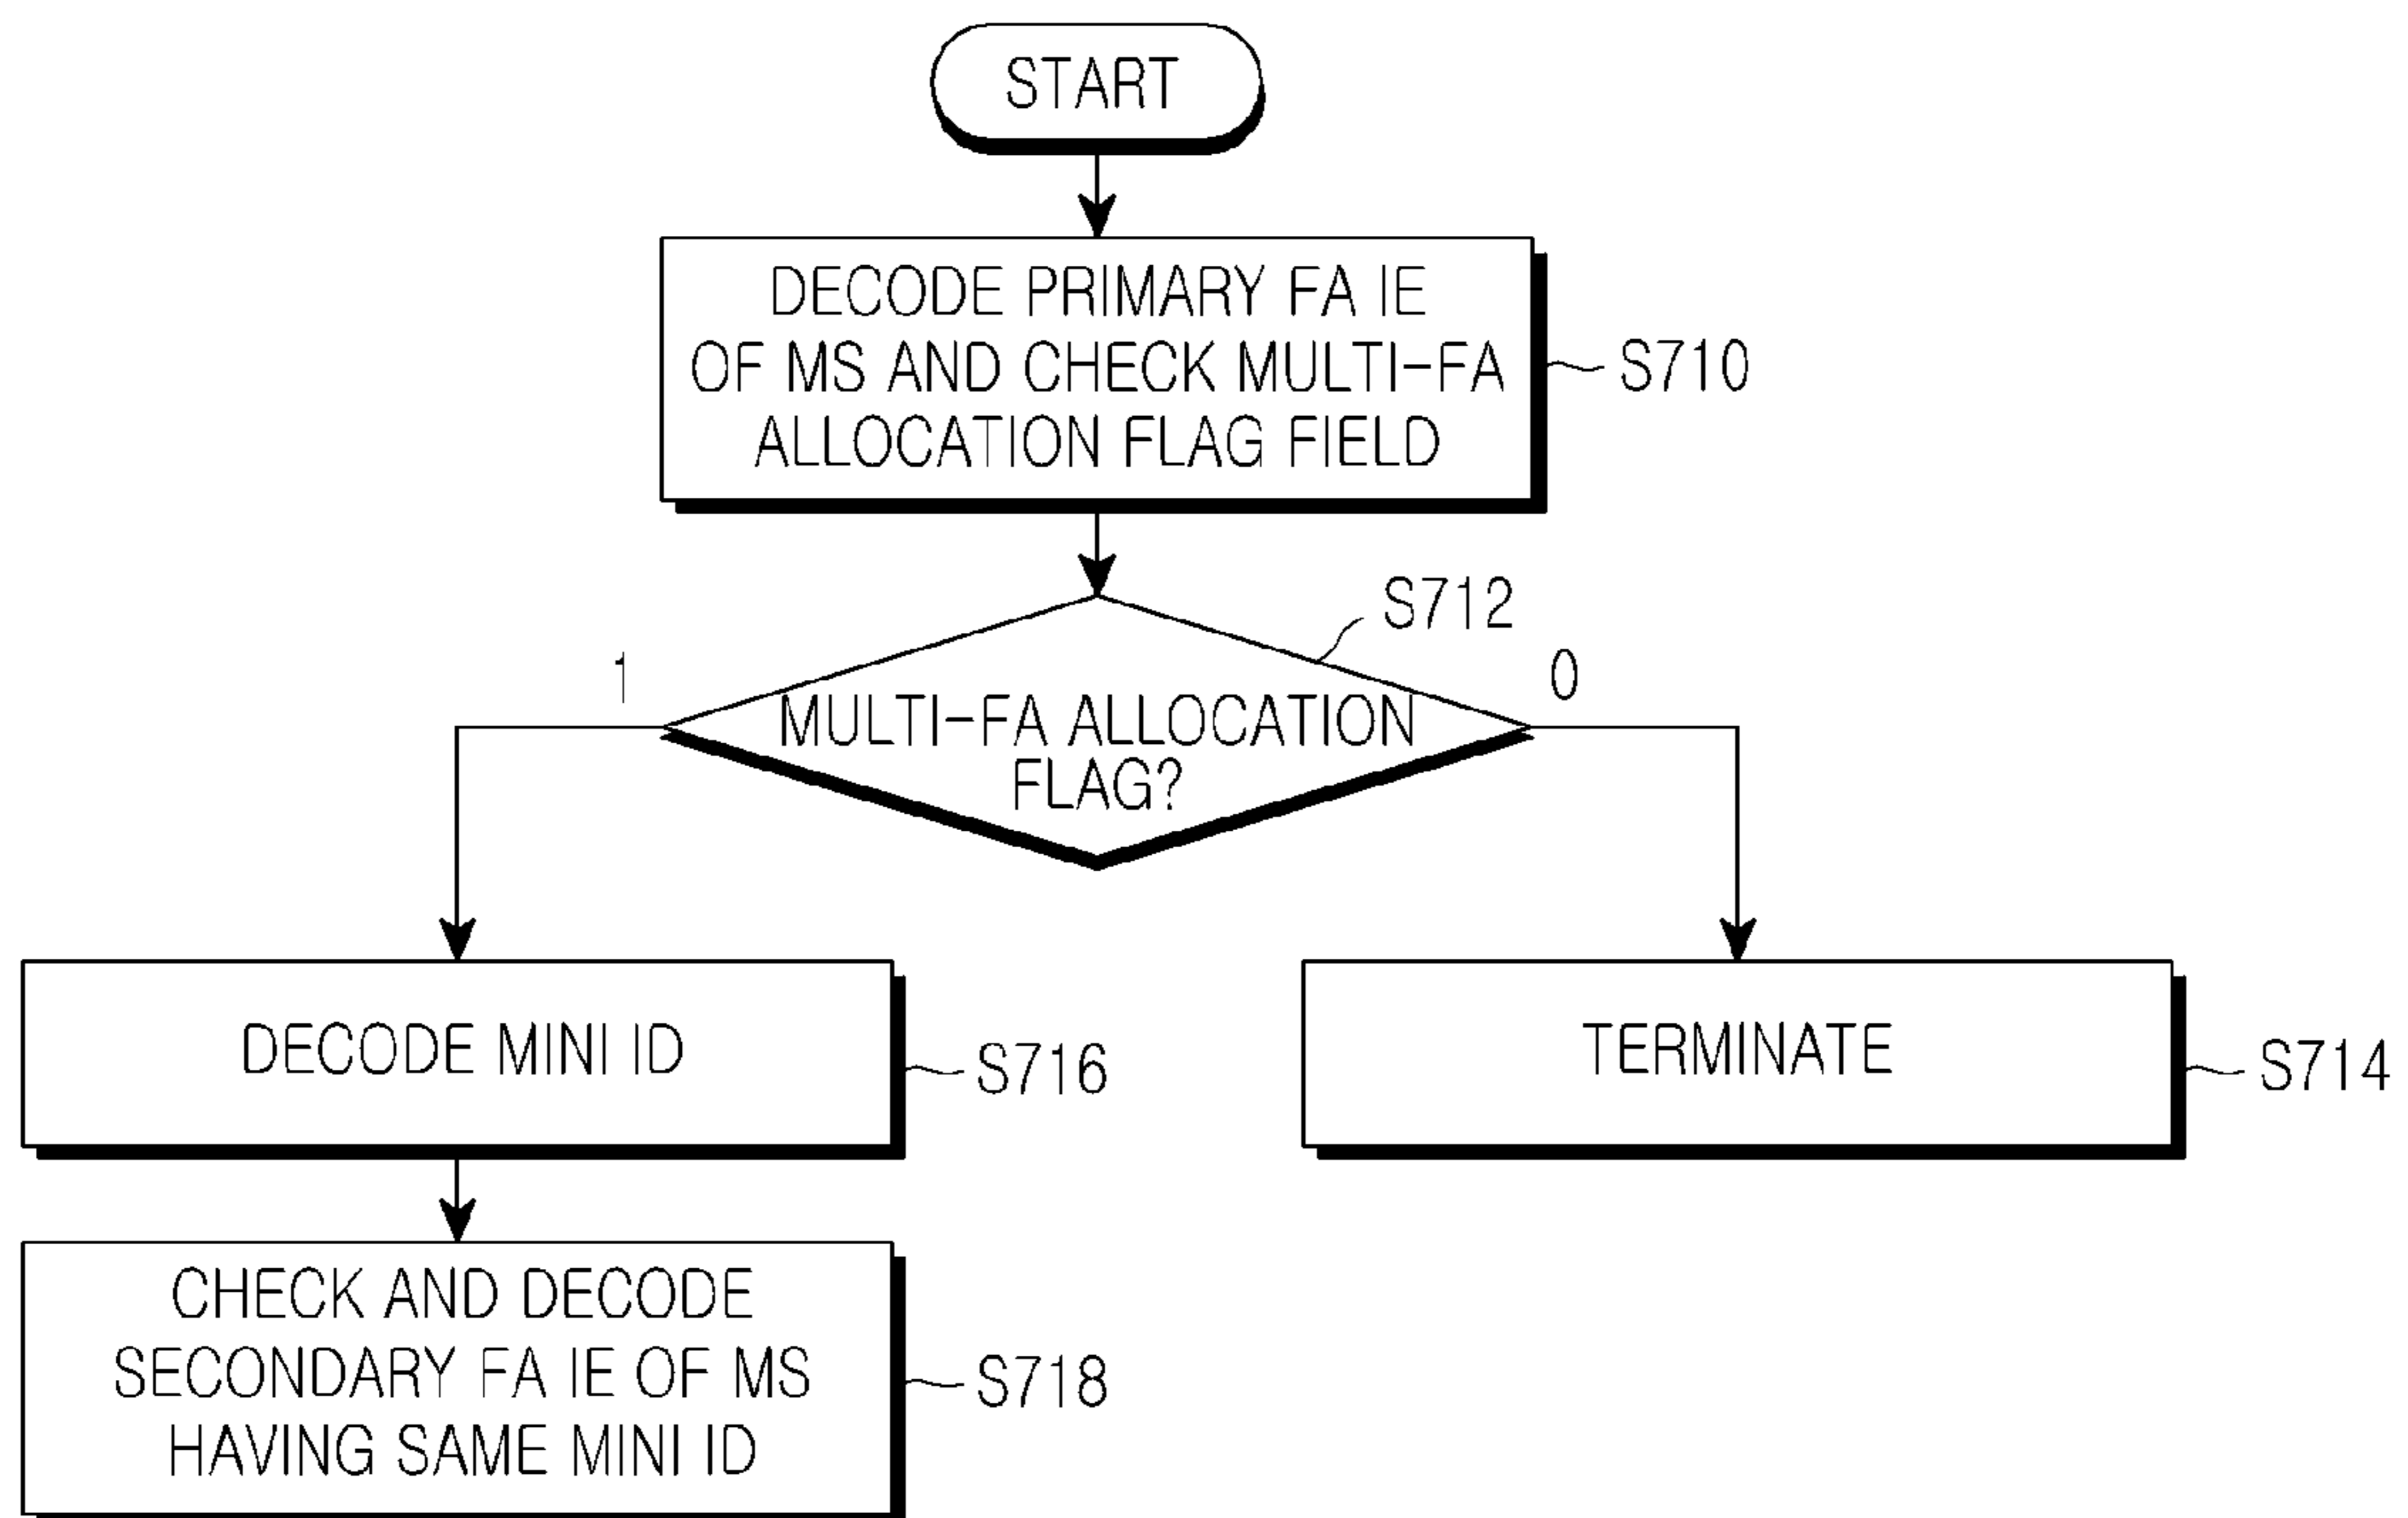 START
DECODE PRIMARY FA IE
OF MS AND CHECK MULTI-FA
ALLOCATION FLAG FIELD
S710
S712
1
0
MULTI-FA ALLOCATION
FLAG?
DECODE MINI ID
S716
TERMINATE
S714
CHECK AND DECODE
SECONDARY FA IE OF MS
HAVING SAME MINI ID
S718